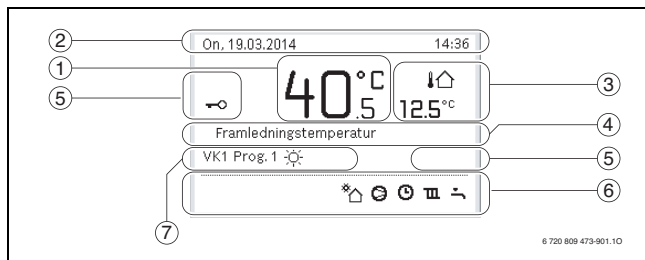 On, 19.03.2014 14:36
2
1
5
40.5 °C
12.5°C
3
Framledningstemperatur
4
VK1 Prog. 1
5
6
7
6 720 809 473-901.1O